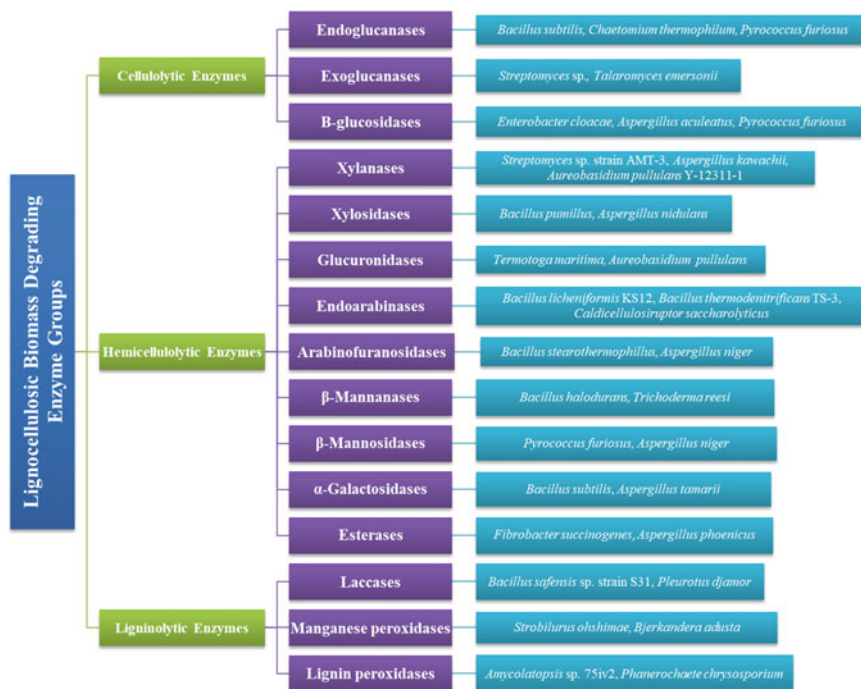 Lignocellulosic Biomass Degrading
Enzyme Groups
Cellulolytic Enzymes
Endoglucanases
Bacillus subtilis, Chaetomium thermophilum, Pyrococcus furiosus
Exoglucanases
Streptomyces sp., Talaromyces emersonii
B-glucosidases
Enterobacter cloacae, Aspergillus aculeatus, Pyrococcus furiosus
Hemicellulolytic Enzymes
Xylanases
Streptomyces sp. strain AMT-3, Aspergillus kawachii,
Aureobasidium pullulans Y-12311-1
Xylosidases
Bacillus pumillus, Aspergillus nidulans
Glucuronidases
Termotoga maritima, Aureobasidium pullulans
Endoarabinases
Bacillus licheniformis KS12, Bacillus thermodenitrificans TS-3,
Caldicellulosiruptor saccharolyticus
Arabinofuranosidases
Bacillus stearothermophillus, Aspergillus niger
β-Mannanases
Bacillus halodurans, Trichoderma reesi
β-Mannosidases
Pyrococcus furiosus, Aspergillus niger
α-Galactosidases
Bacillus subtilis, Aspergillus tamarii
Esterases
Fibrobacter succinogenes, Aspergillus phoenicus
Ligninolytic Enzymes
Laccases
Bacillus safensis sp. strain S31, Pleurotus djamor
Manganese peroxidases
Strobilurus ohshimae, Bjerkandera adusta
Lignin peroxidases
Amycolatopsis sp. 75iv2, Phanerochaete chrysosporium